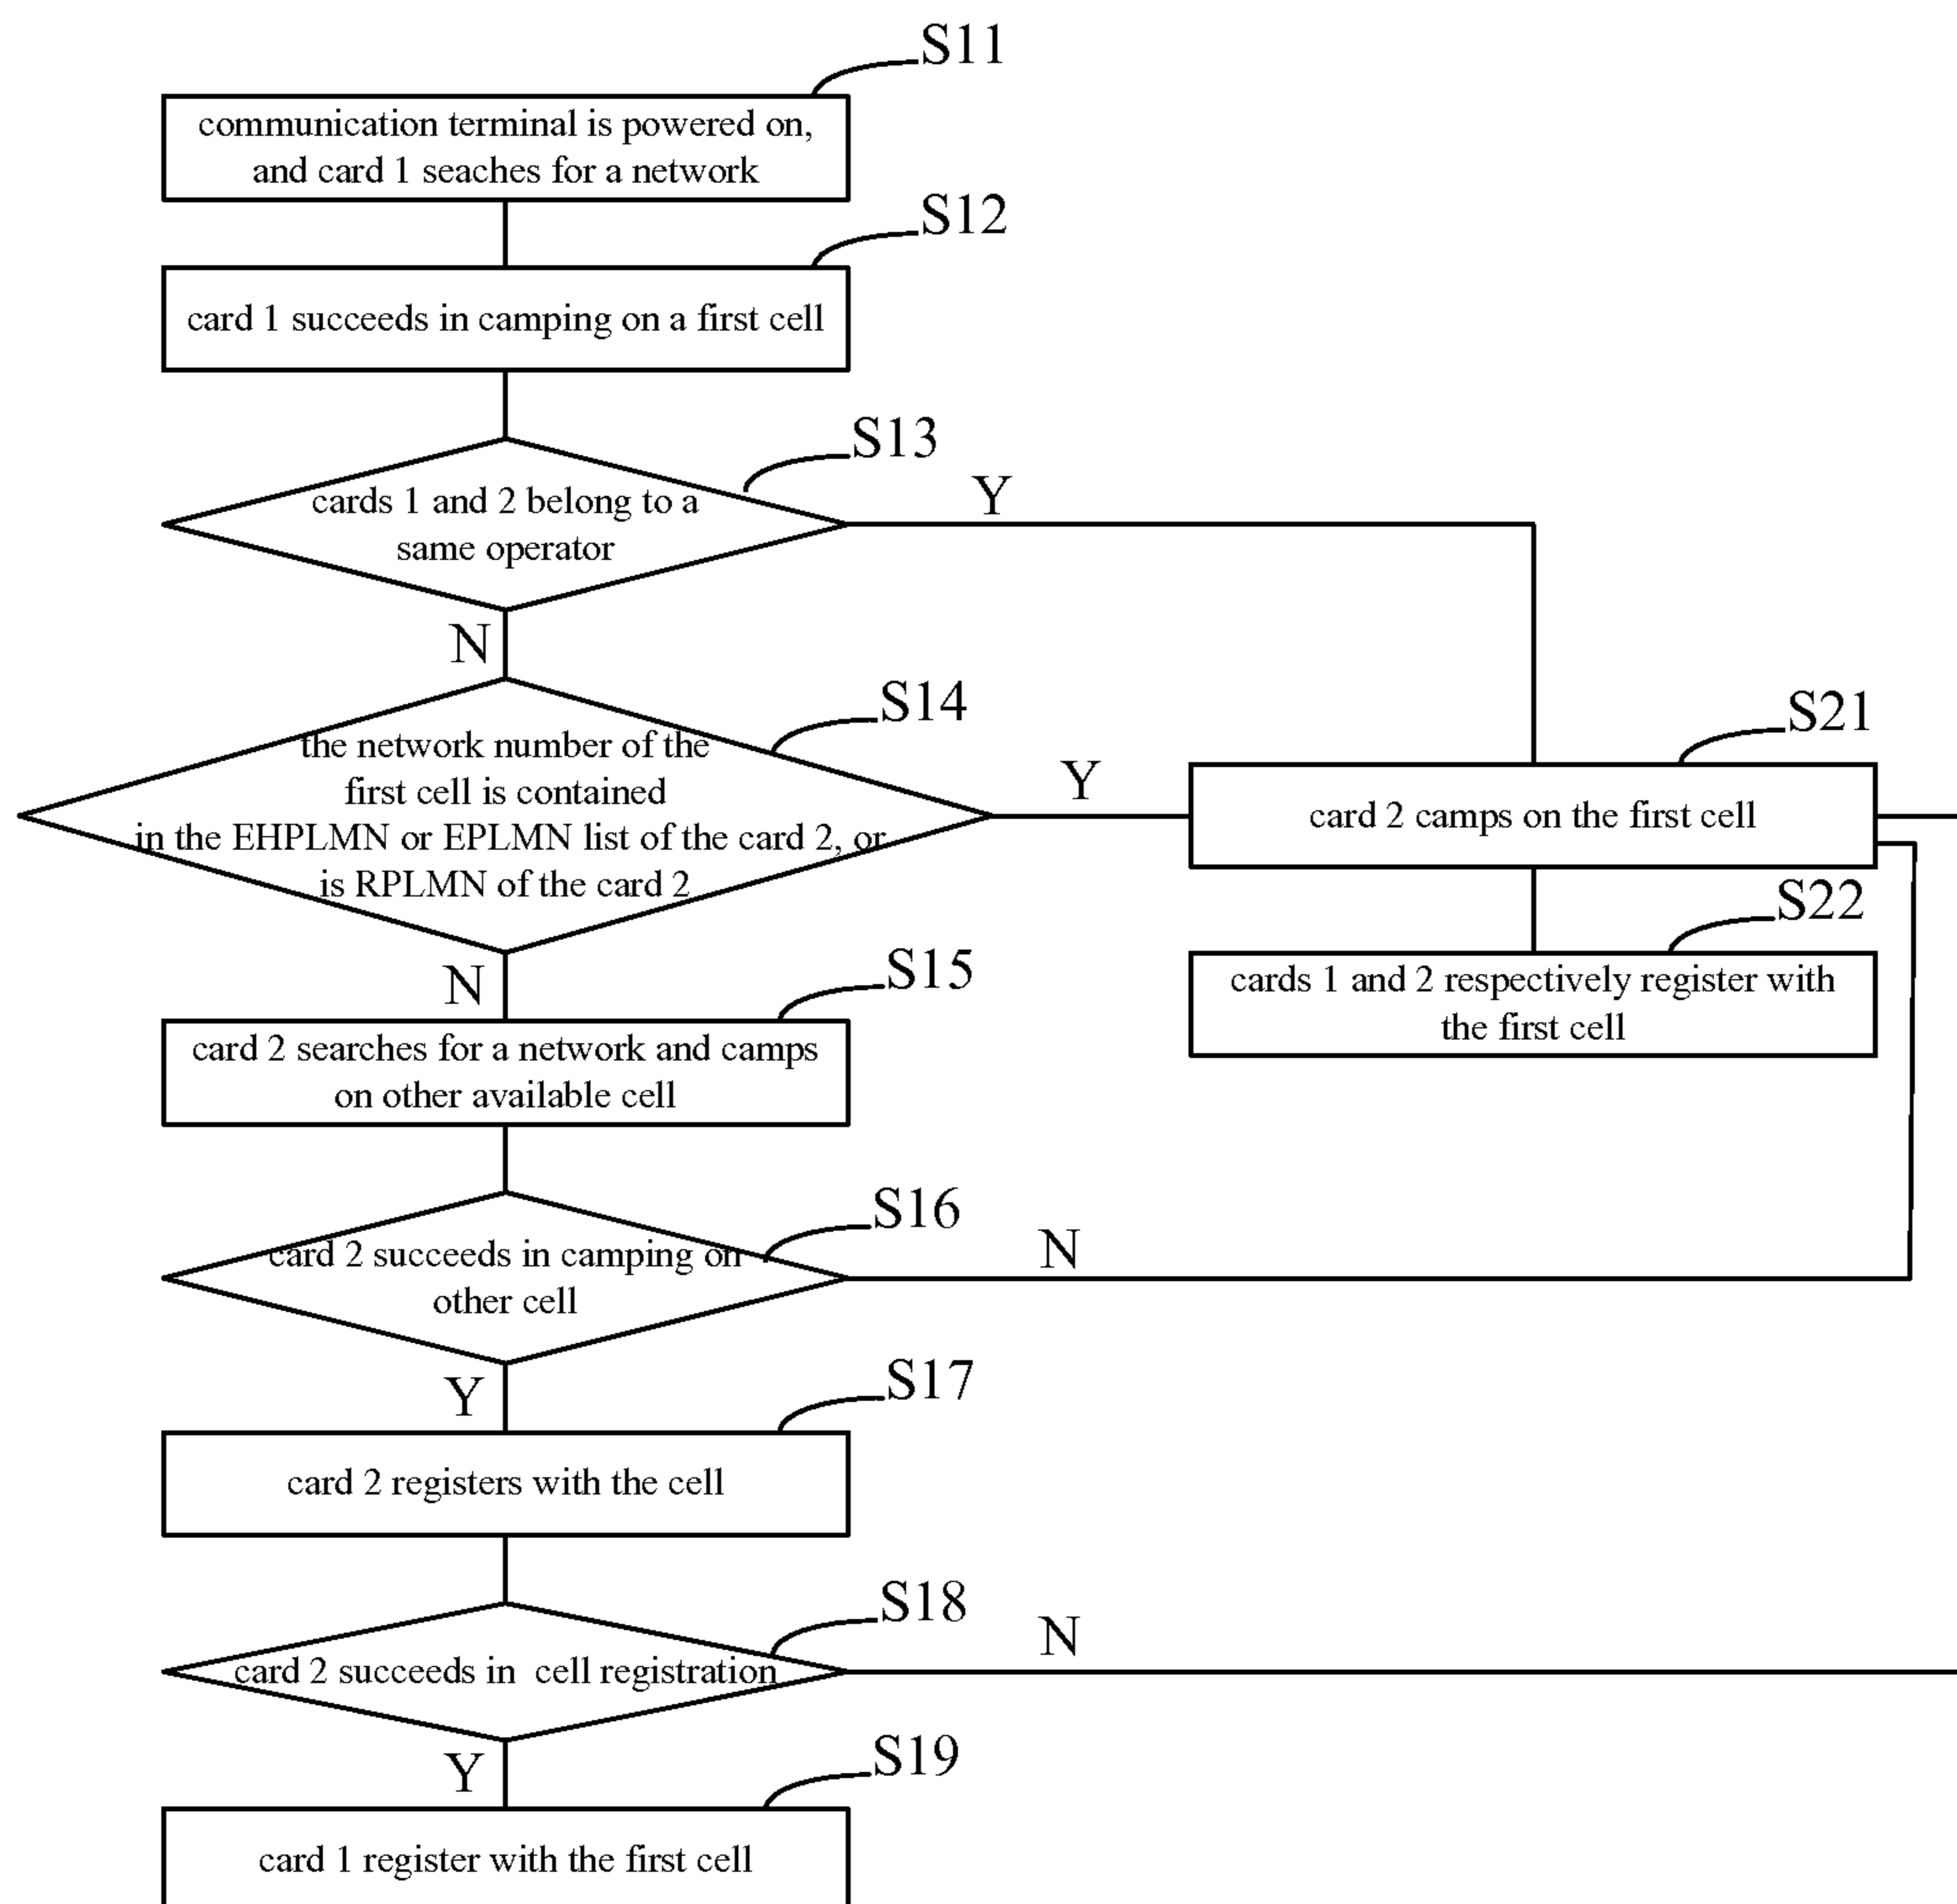 S11
communication terminal is powered on,
and card 1 seaches for a network
S12
card 1 succeeds in camping on a first cell
S13
cards 1 and 2 belong to a
same operator
Y
N
S14
the network number of the
first cell is contained
in the EHPLMN or EPLMN list of the card 2, or
is RPLMN of the card 2
Y
S21
card 2 camps on the first cell
S22
cards 1 and 2 respectively register with
the first cell
N
S15
card 2 searches for a network and camps
on other available cell
S16
card 2 succeeds in camping on
other cell
N
Y
S17
card 2 registers with the cell
S18
card 2 succeeds in  cell registration
N
Y
S19
card 1 register with the first cell